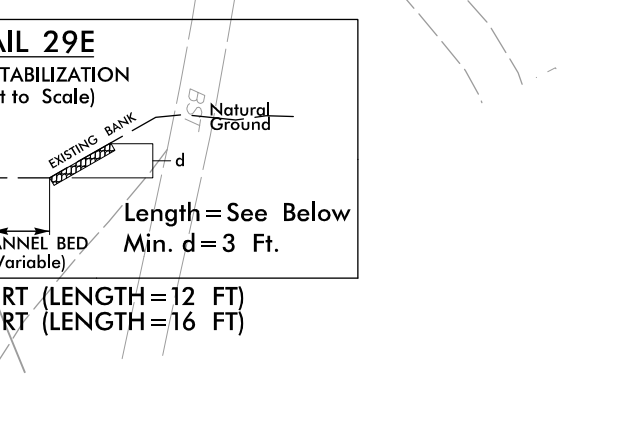 AIL 29E
TABILIZATION
t to Scale)
BST
Natural
Ground
EXISTING BANK
d
Length = See Below
ANNEL BED
Min. d = 3 Ft.
Variable)
RT (LENGTH = 12 FT)
RT (LENGTH = 16 FT)